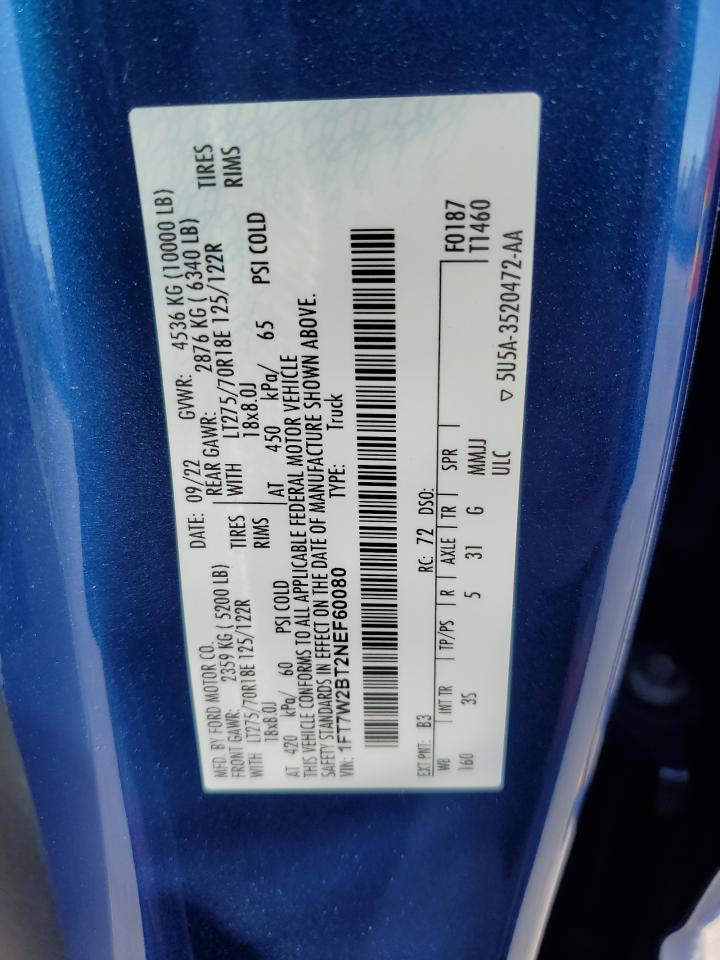 MFD. BY FORD MOTOR CO. DATE: 09/22 GVWR: 4536 KG (10000 LB)
FRONT GAWR: 2359 KG ( 5200 LB) REAR GAWR: 2876 KG ( 6340 LB)
WITH LT275/70R18E 125/122R TIRES WITH LT275/70R18E 125/122R TIRES
18x8.0J RIMS 18x8.0J RIMS
AT 420 kPa/ 60 PSI COLD AT 450 kPa/ 65 PSI COLD
THIS VEHICLE CONFORMS TO ALL APPLICABLE FEDERAL MOTOR VEHICLE
SAFETY STANDARDS IN EFFECT ON THE DATE OF MANUFACTURE SHOWN ABOVE.
VIN: 1FT7W2BT2NEF60080 TYPE: Truck
EXT PNT: B3 RC: 72 DSO: F0187
WB INT TR TP/PS R AXLE TR SPR T1460
160 3S 5 31 G MMJJ
ULC ▽ 5U5A-3520472-AA